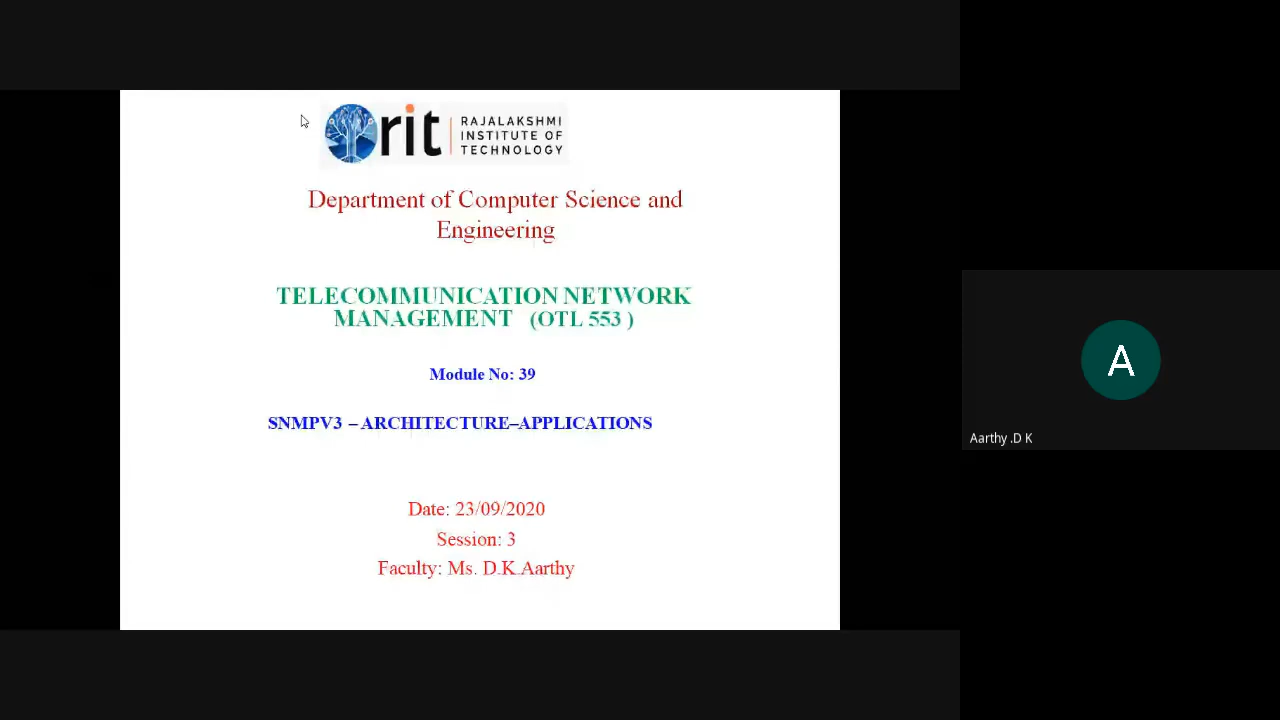 rit
RAJALAKSHMI
INSTITUTE OF
TECHNOLOGY
Department of Computer Science and
Engineering
TELECOMMUNICATION NETWORK
MANAGEMENT (OTL 553 )
Module No: 39
SNMPV3 – ARCHITECTURE–APPLICATIONS
Date: 23/09/2020
Session: 3
Faculty: Ms. D.K.Aarthy
A
Aarthy .D K